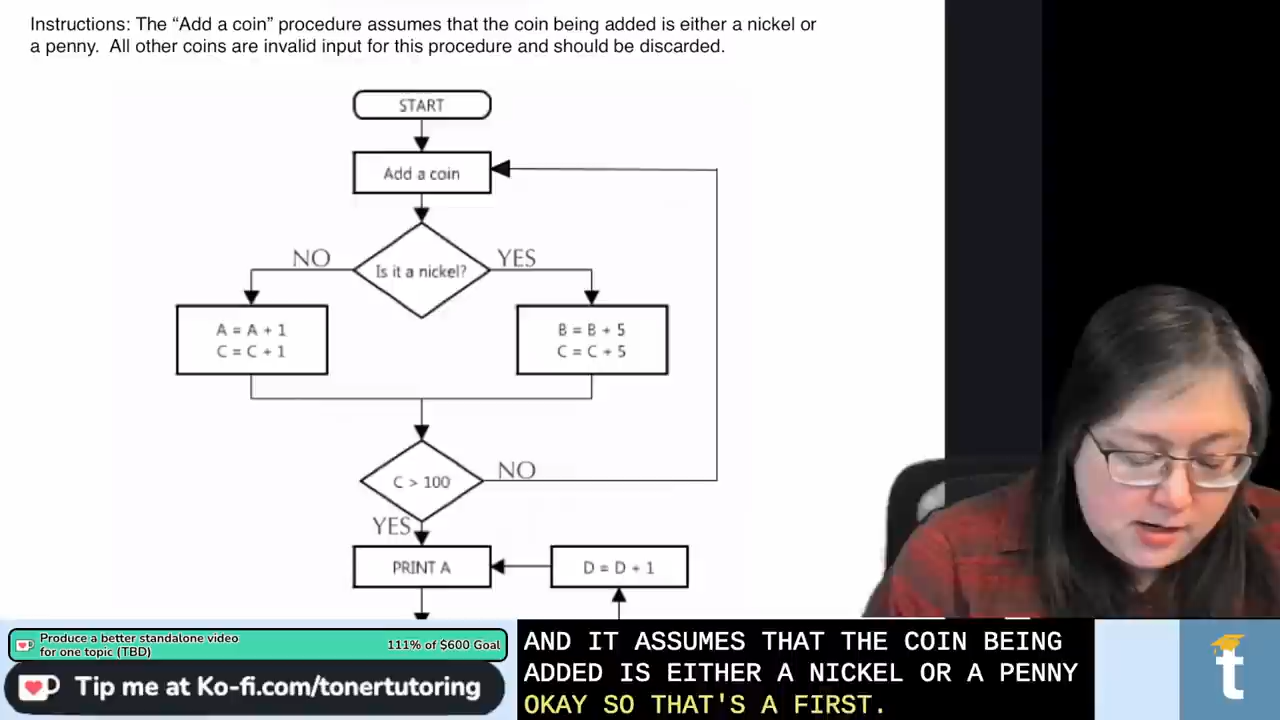 Instructions: The “Add a coin” procedure assumes that the coin being added is either a nickel or
a penny.  All other coins are invalid input for this procedure and should be discarded.
START
Add a coin
NO
Is it a nickel?
YES
A = A + 1
C = C + 1
B = B + 5
C = C + 5
C > 100
NO
YES
PRINT A
D = D + 1
Produce a better standalone video
for one topic (TBD)
111% of $600 Goal
Tip me at Ko-fi.com/tonertutoring
AND IT ASSUMES THAT THE COIN BEING
ADDED IS EITHER A NICKEL OR A PENNY
OKAY SO THAT'S A FIRST.
t